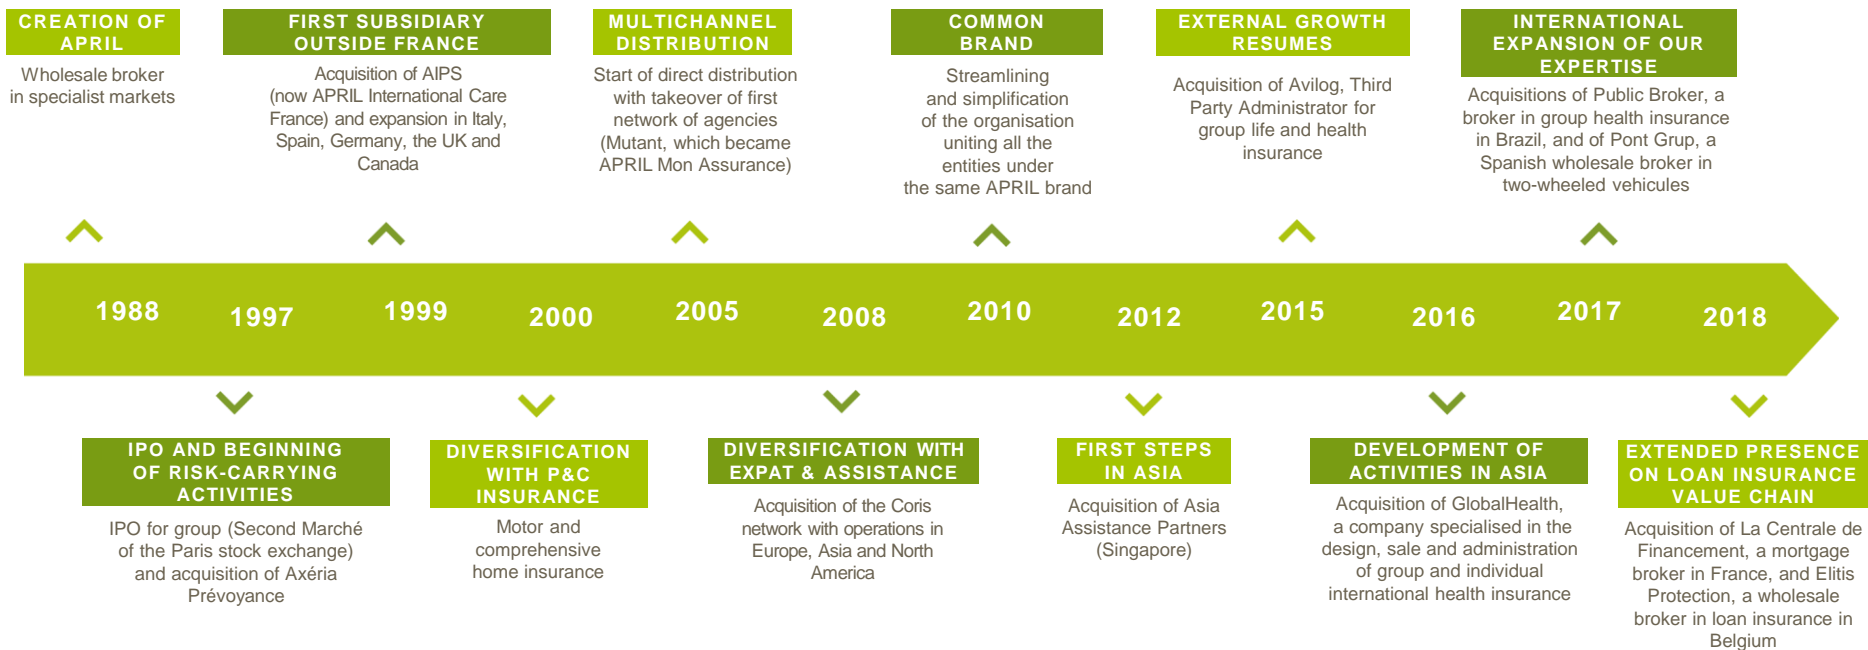 CREATION OF
APRIL
Wholesale broker
in specialist markets
FIRST SUBSIDIARY
OUTSIDE FRANCE
Acquisition of AIPS
(now APRIL International Care
France) and expansion in Italy,
Spain, Germany, the UK and
Canada
MULTICHANNEL
DISTRIBUTION
Start of direct distribution
with takeover of first
network of agencies
(Mutant, which became
APRIL Mon Assurance)
COMMON
BRAND
Streamlining
and simplification
of the organisation
uniting all the
entities under
the same APRIL brand
EXTERNAL GROWTH
RESUMES
Acquisition of Avilog, Third
Party Administrator for
group life and health
insurance
INTERNATIONAL
EXPANSION OF OUR
EXPERTISE
Acquisitions of Public Broker, a
broker in group health insurance
in Brazil, and of Pont Grup, a
Spanish wholesale broker in
two-wheeled vehicules
1988
1997
1999
2000
2005
2008
2010
2012
2015
2016
2017
2018
IPO AND BEGINNING
OF RISK-CARRYING
ACTIVITIES
IPO for group (Second Marché
of the Paris stock exchange)
and acquisition of Axéria
Prévoyance
DIVERSIFICATION
WITH P&C
INSURANCE
Motor and
comprehensive
home insurance
DIVERSIFICATION WITH
EXPAT & ASSISTANCE
Acquisition of the Coris
network with operations in
Europe, Asia and North
America
FIRST STEPS
IN ASIA
Acquisition of Asia
Assistance Partners
(Singapore)
DEVELOPMENT OF
ACTIVITIES IN ASIA
Acquisition of GlobalHealth,
a company specialised in the
design, sale and administration
of group and individual
international health insurance
EXTENDED PRESENCE
ON LOAN INSURANCE
VALUE CHAIN
Acquisition of La Centrale de
Financement, a mortgage
broker in France, and Elitis
Protection, a wholesale
broker in loan insurance in
Belgium